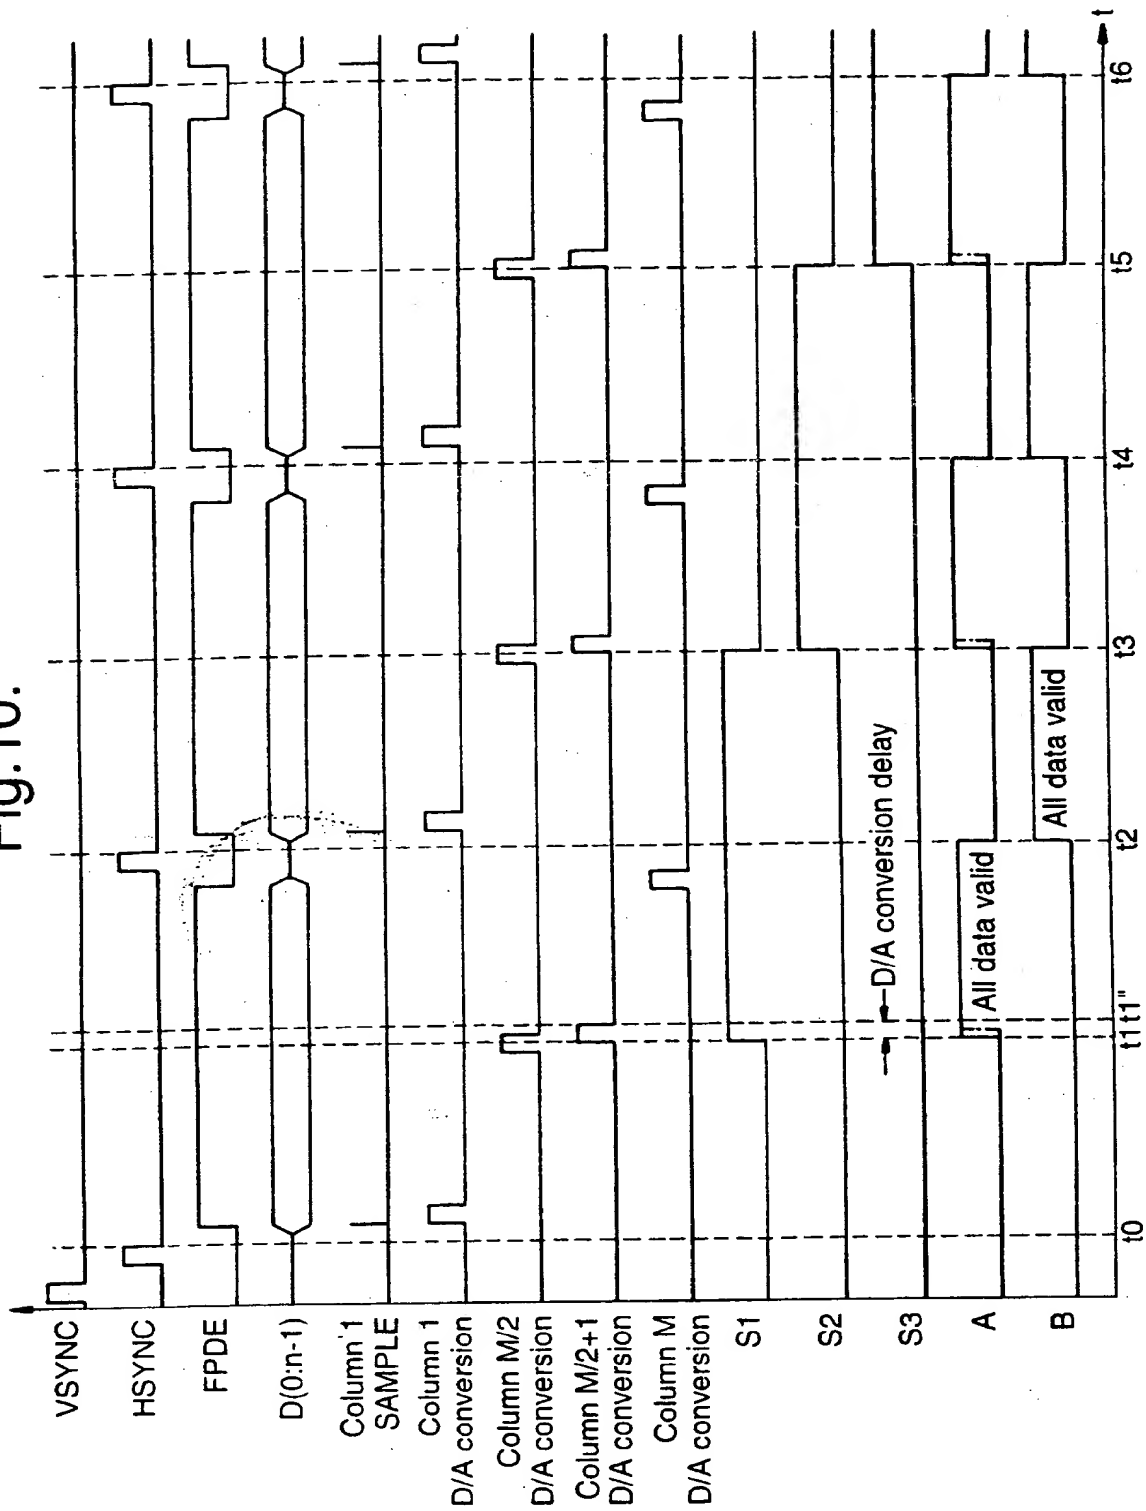 Fig.10.
VSYNC
HSYNC
FPDE
D(0:n-1)
Column 1
SAMPLE
Column 1
D/A conversion
Column M/2
D/A conversion
Column M/2+1
D/A conversion
Column M
D/A conversion
S1
S2
S3
A
B
D/A conversion delay
All data valid
All data valid
t0
t1
t1"
t2
t3
t4
t5
t6
t